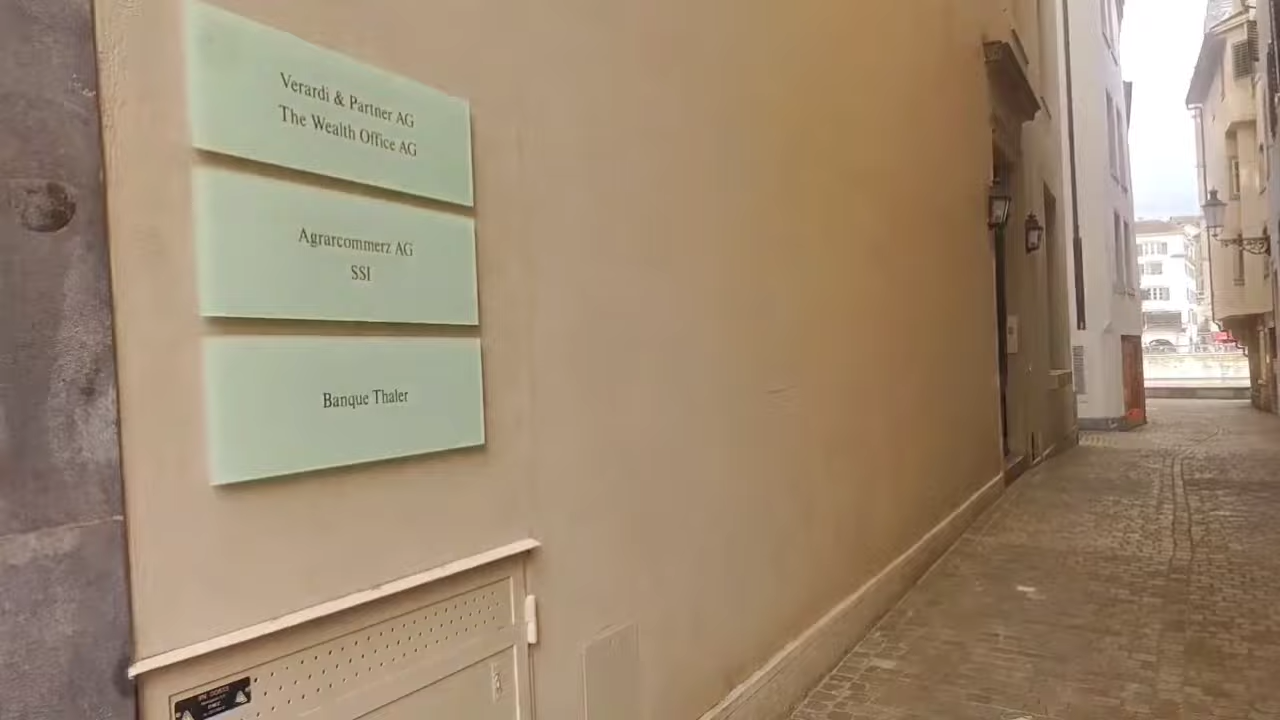 Verardi & Partner AG
The Wealth Office AG
Agrarcommerz AG
SSI
Banque Thaler